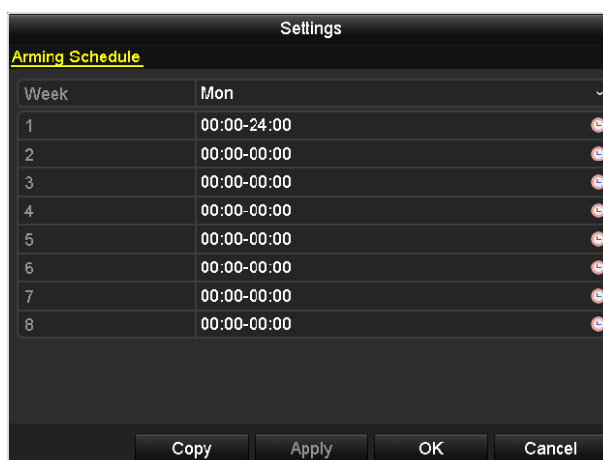 Settings
Arming Schedule
Week Mon
1 00:00-24:00
2 00:00-00:00
3 00:00-00:00
4 00:00-00:00
5 00:00-00:00
6 00:00-00:00
7 00:00-00:00
8 00:00-00:00
Copy Apply OK Cancel